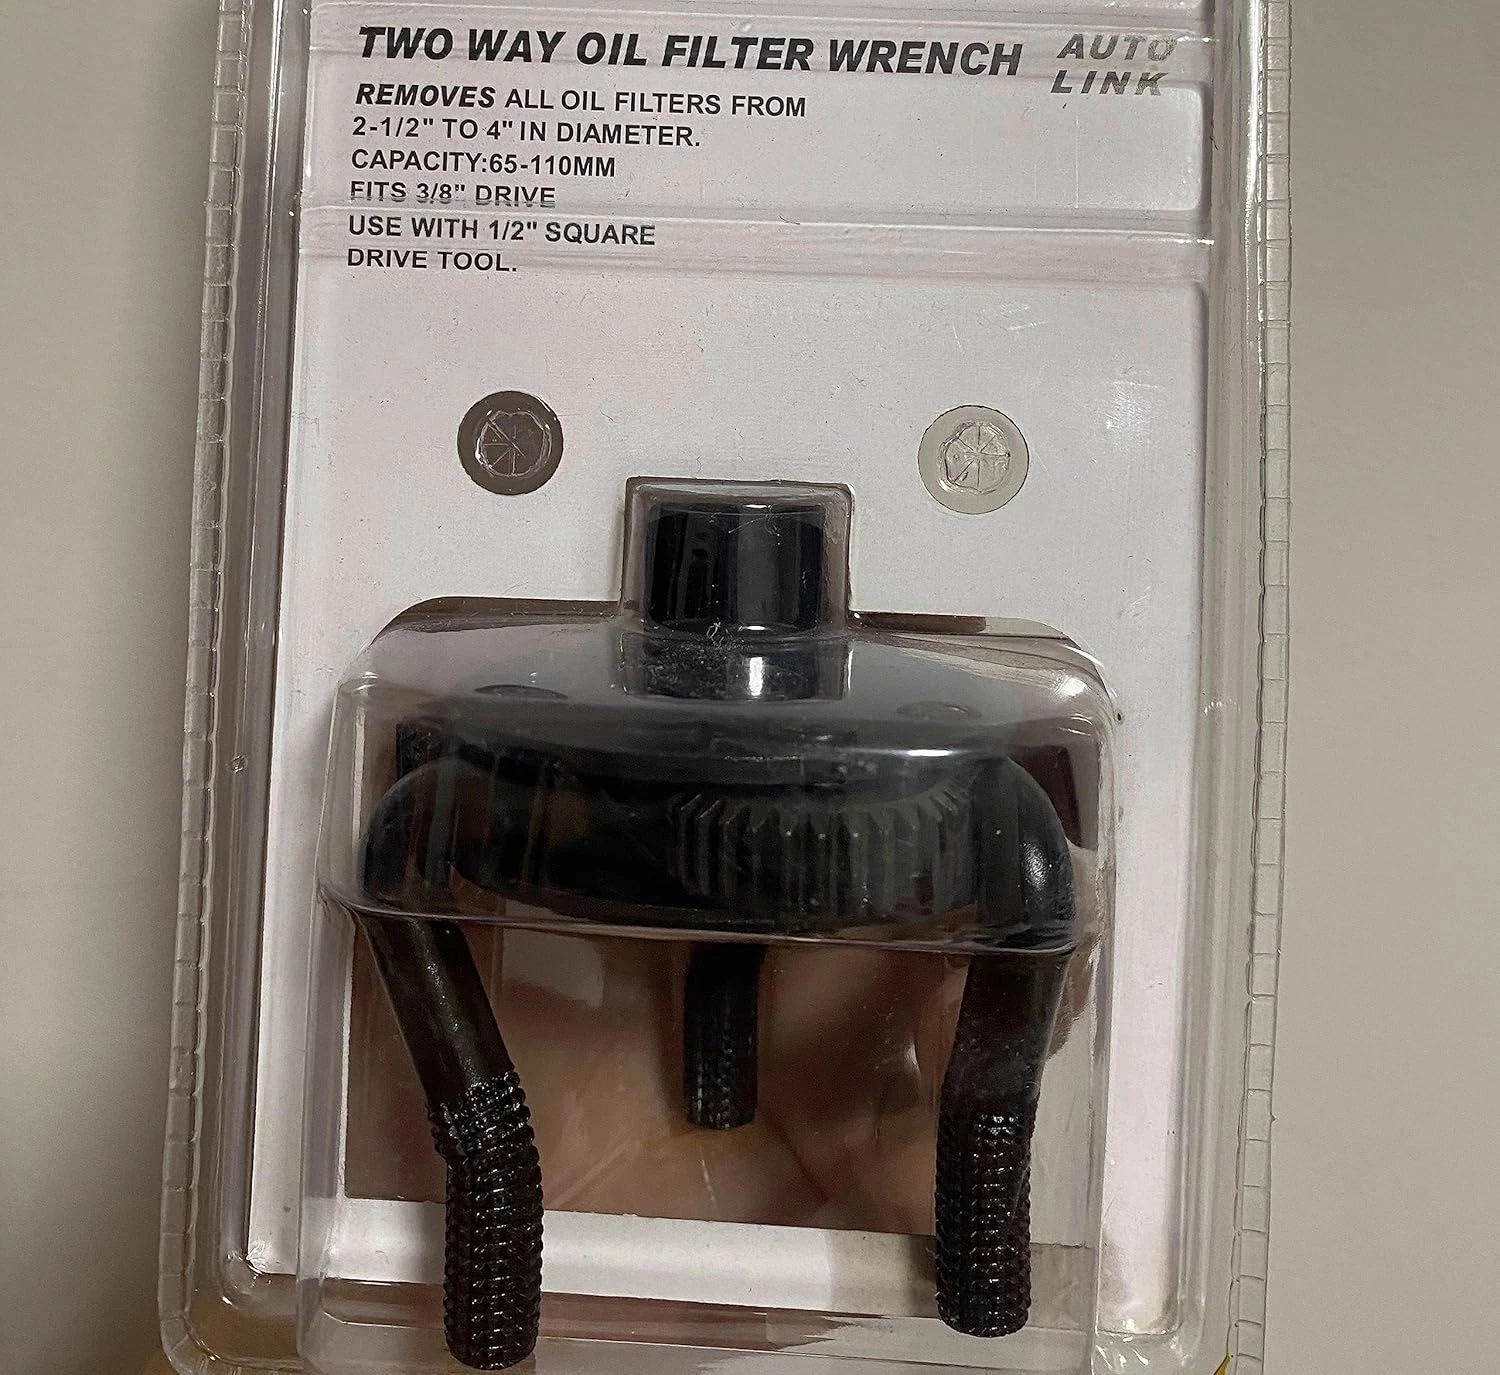 TWO WAY OIL FILTER WRENCH
AUTO
LINK
REMOVES ALL OIL FILTERS FROM
2-1/2" TO 4" IN DIAMETER.
CAPACITY:65-110MM
FITS 3/8" DRIVE
USE WITH 1/2" SQUARE
DRIVE TOOL.